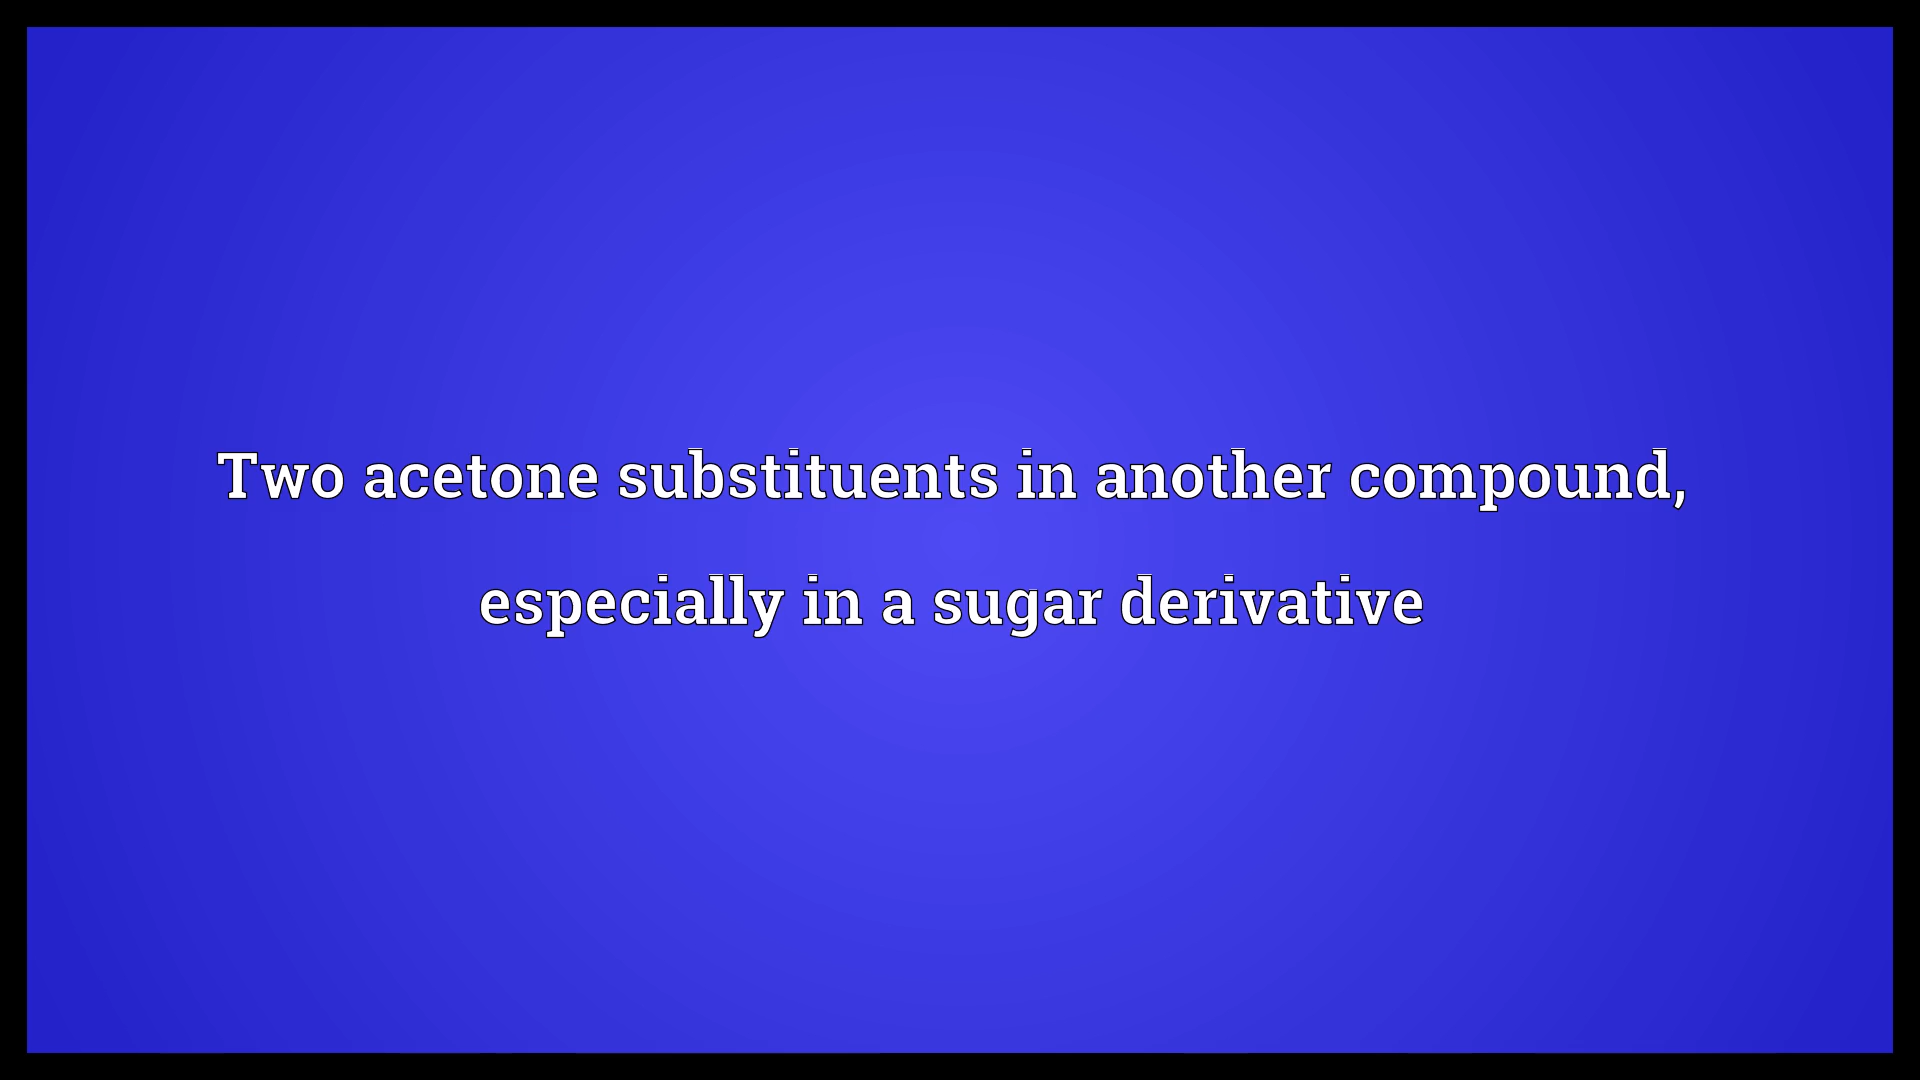 Two acetone substituents in another compound,
especially in a sugar derivative